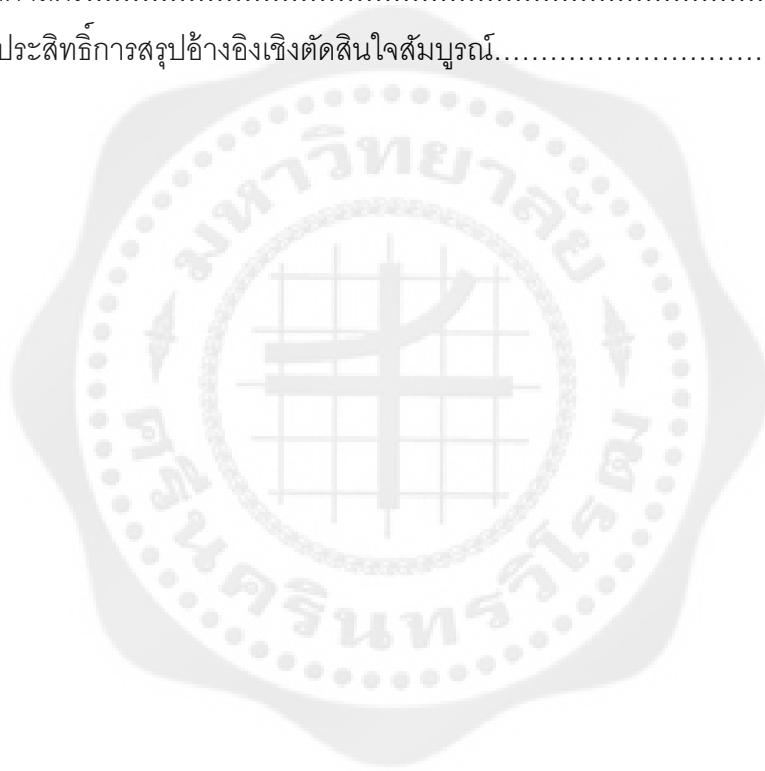 ประสิทธิ์การสรุปอ้างอิงเชิงตัดสินใจสัมบูรณ์............................
มหาวิทยาลัย
ศรีนครินทรวิโรฒ